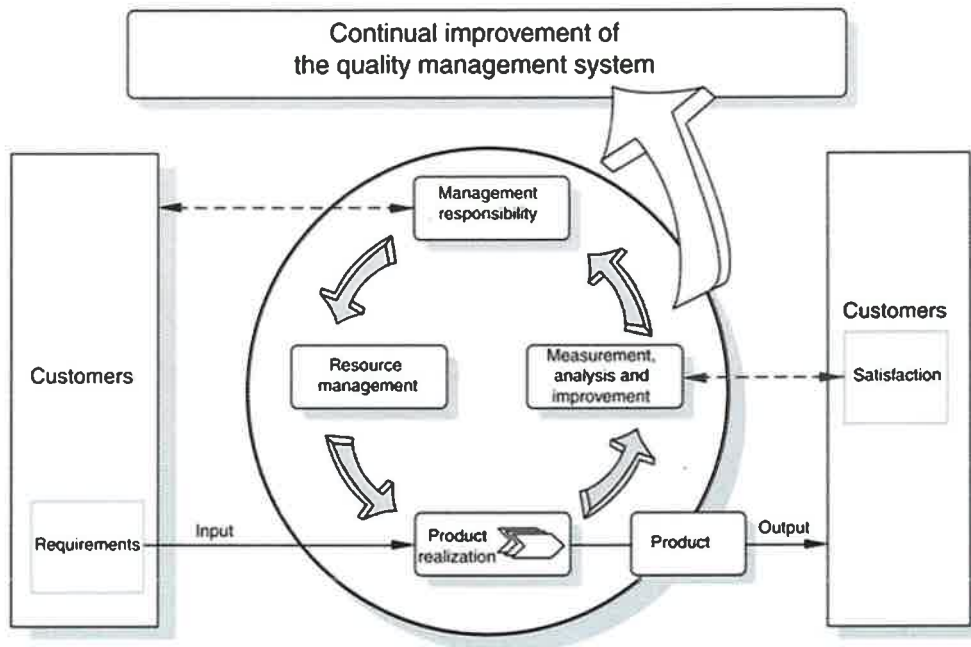 Continual improvement of
the quality management system
Management
responsibility
Customers
Resource
management
Measurement,
analysis and
improvement
Customers
Satisfaction
Requirements
Input
Product
realization
Product
Output